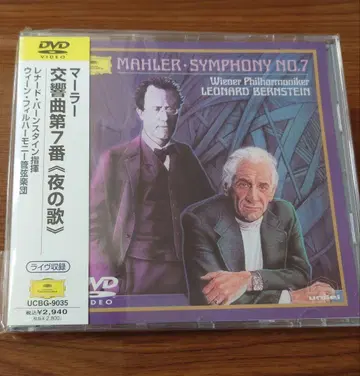 DVD
VIDEO
マーラー
交響曲第7番《夜の歌》
レナード・バーンスタイン指揮
ウィーン・フィルハーモニー管弦楽団
ライヴ収録
UCBG-9035
税込¥2,940
MAHLER·SYMPHONY NO.7
Wiener Philharmoniker
LEONARD BERNSTEIN
DVD
VIDEO
unitel